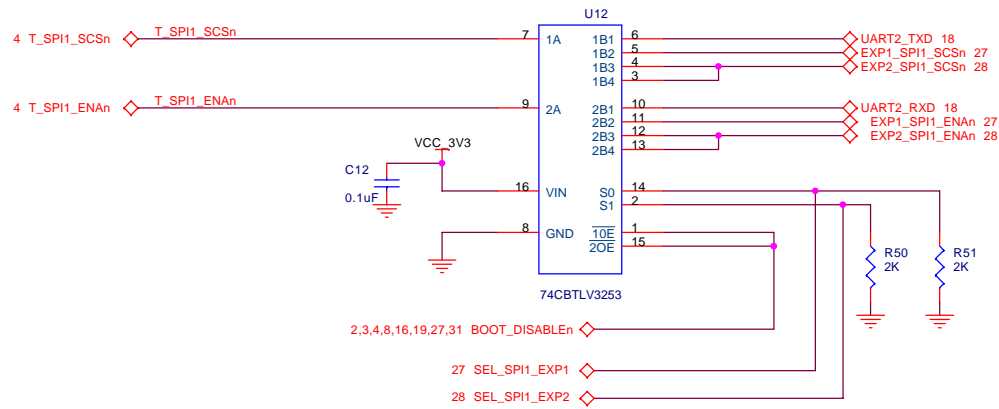 U12
4 T_SPI1_SCSn T_SPI1_SCSn 7 1A 1B1 6 UART2_TXD 18
1B2 5 EXP1_SPI1_SCSn 27
1B3 4 EXP2_SPI1_SCSn 28
1B4 3
4 T_SPI1_ENAn T_SPI1_ENAn 9 2A 2B1 10 UART2_RXD 18
2B2 11 EXP1_SPI1_ENAn 27
2B3 12 EXP2_SPI1_ENAn 28
2B4 13
VCC_3V3
C12
0.1uF
16 VIN S0 14
S1 2
8 GND 1OE 1
2OE 15
R50
2K
R51
2K
74CBTLV3253
2,3,4,8,16,19,27,31 BOOT_DISABLEn
27 SEL_SPI1_EXP1
28 SEL_SPI1_EXP2